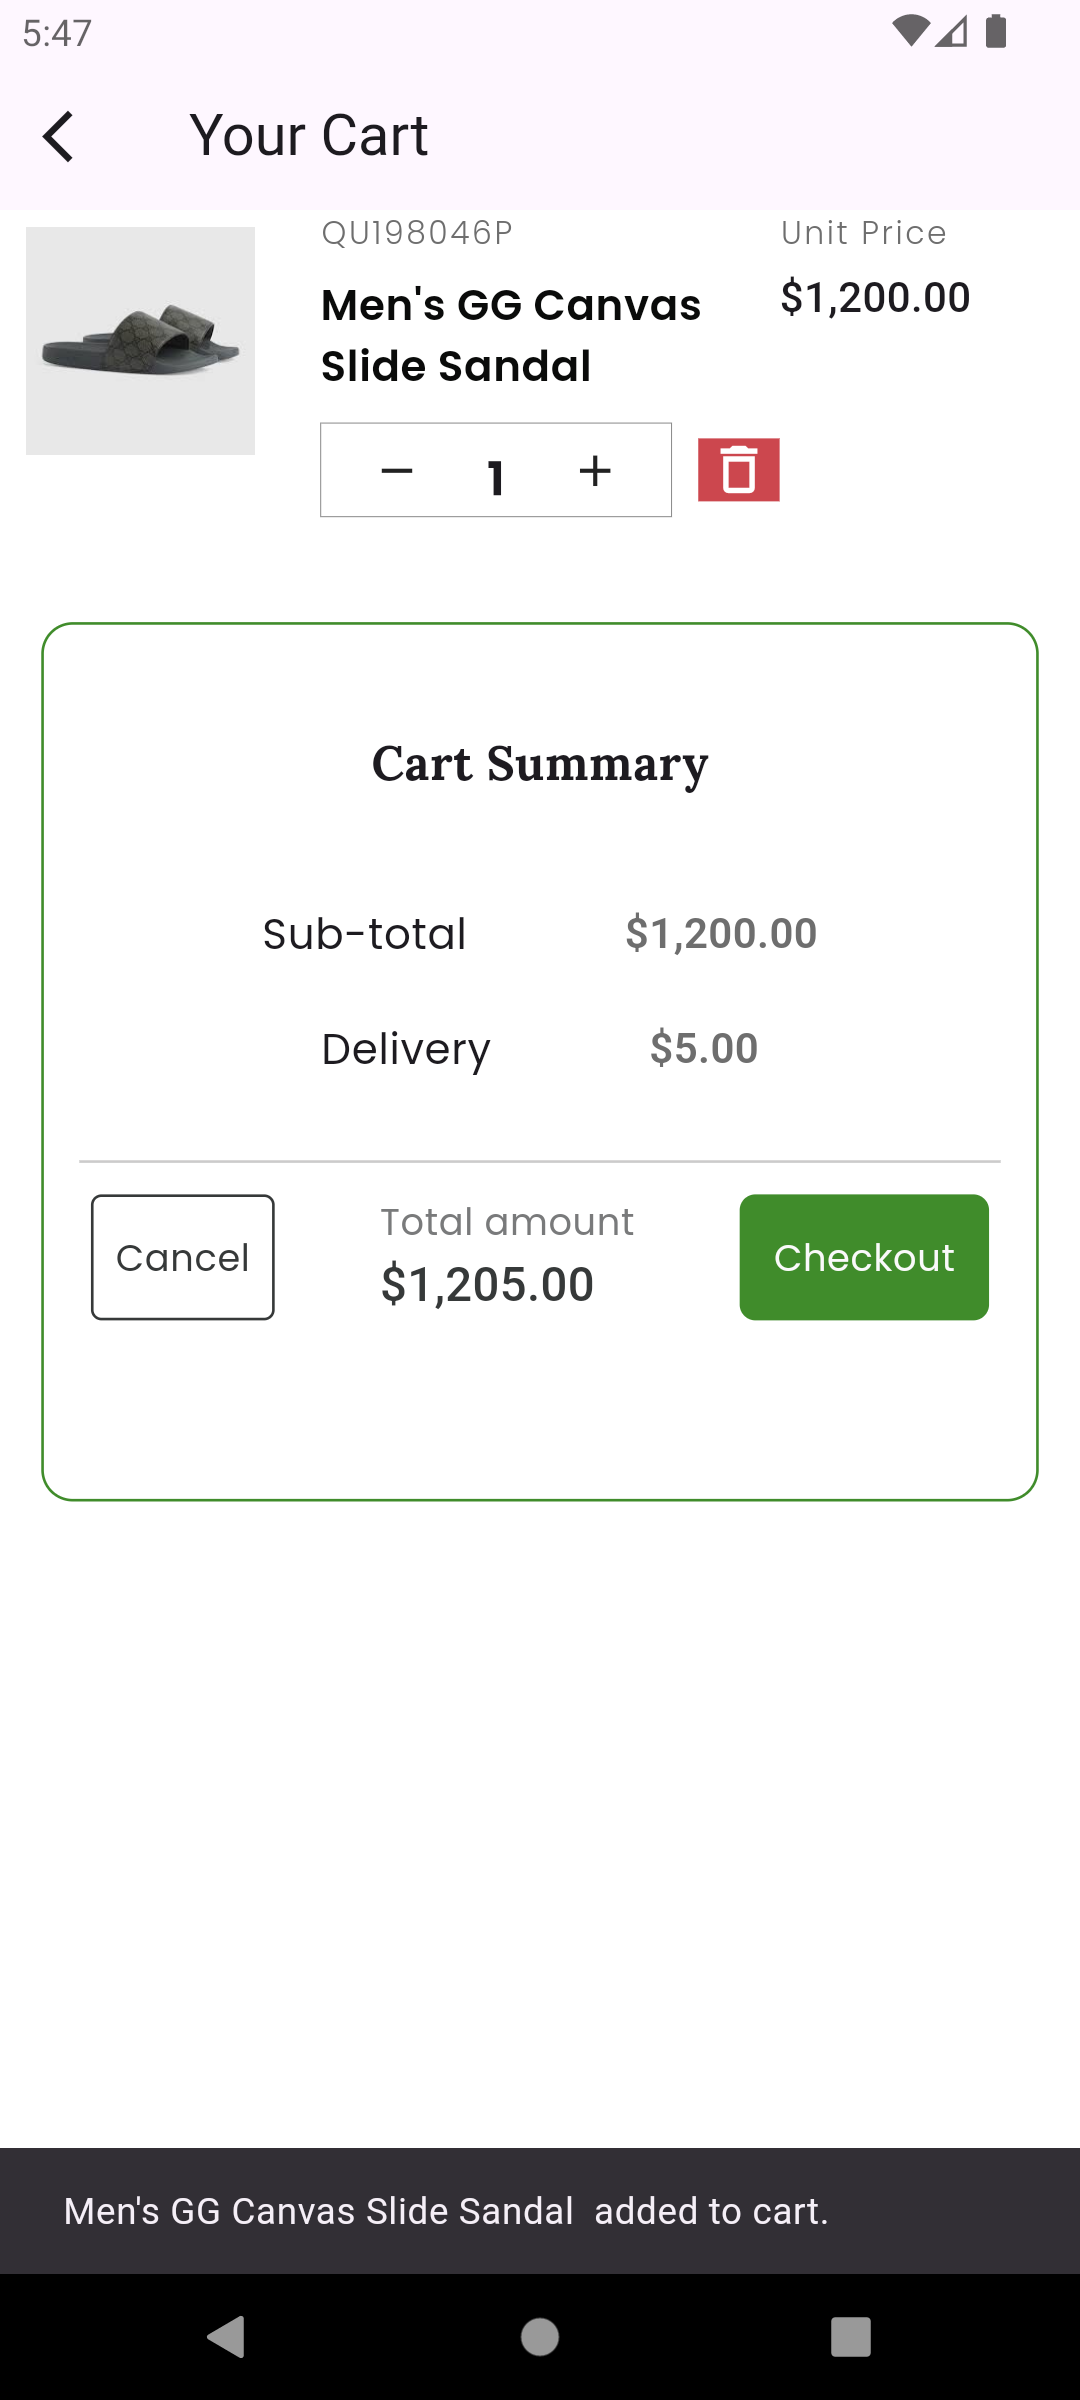 5:47
Your Cart
QU198046P
Unit Price
Men's GG Canvas
Slide Sandal
$1,200.00
1
Cart Summary
Sub-total $1,200.00
Delivery $5.00
Cancel
Total amount
$1,205.00
Checkout
Men's GG Canvas Slide Sandal  added to cart.